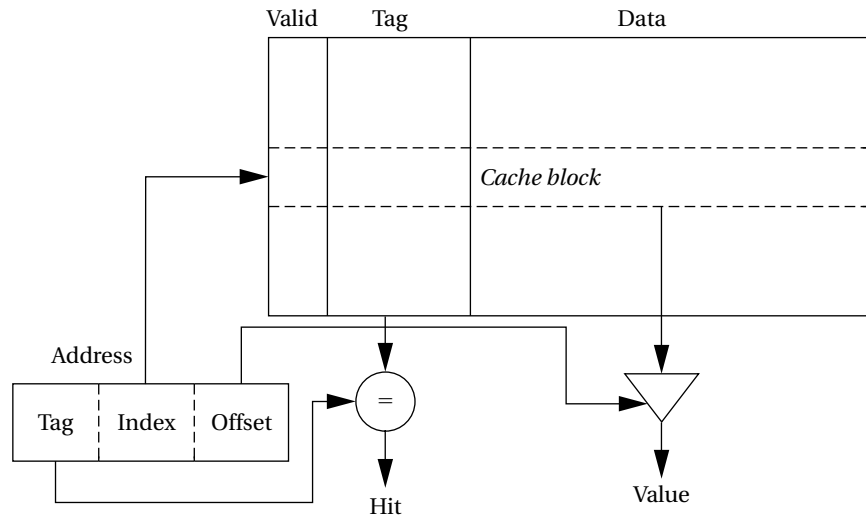 Valid Tag Data
Cache block
Address
Tag Index Offset
=
Hit
Value